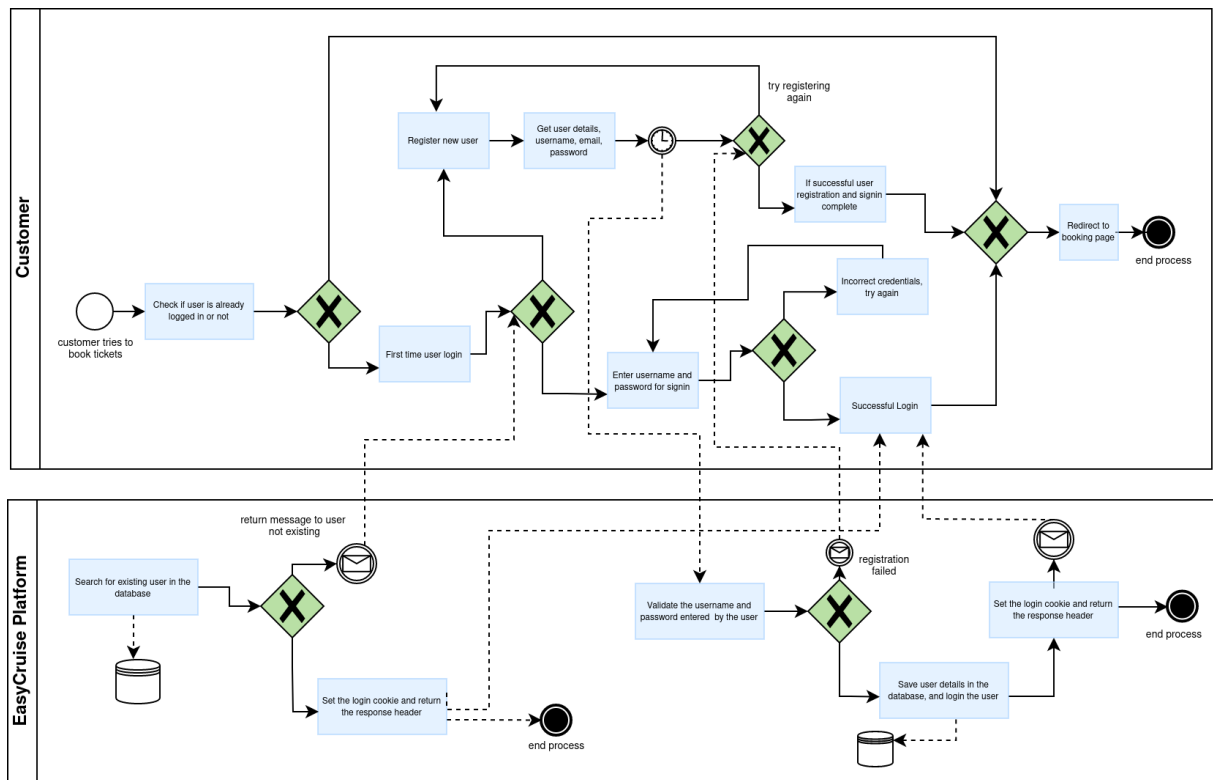 Customer
try registering
again
Register new user
Get user details,
username, email,
password
If successful user
registration and signin
complete
Redirect to
booking page
end process
Check if user is already
logged in or not
customer tries to
book tickets
First time user login
Incorrect credentials,
try again
Enter username and
password for signin
Successful Login
EasyCruise Platform
return message to user
not existing
Search for existing user in the
database
Set the login cookie and return
the response header
end process
registration
failed
Validate the username and
password entered by the user
Set the login cookie and return
the response header
end process
Save user details in the
database, and login the user